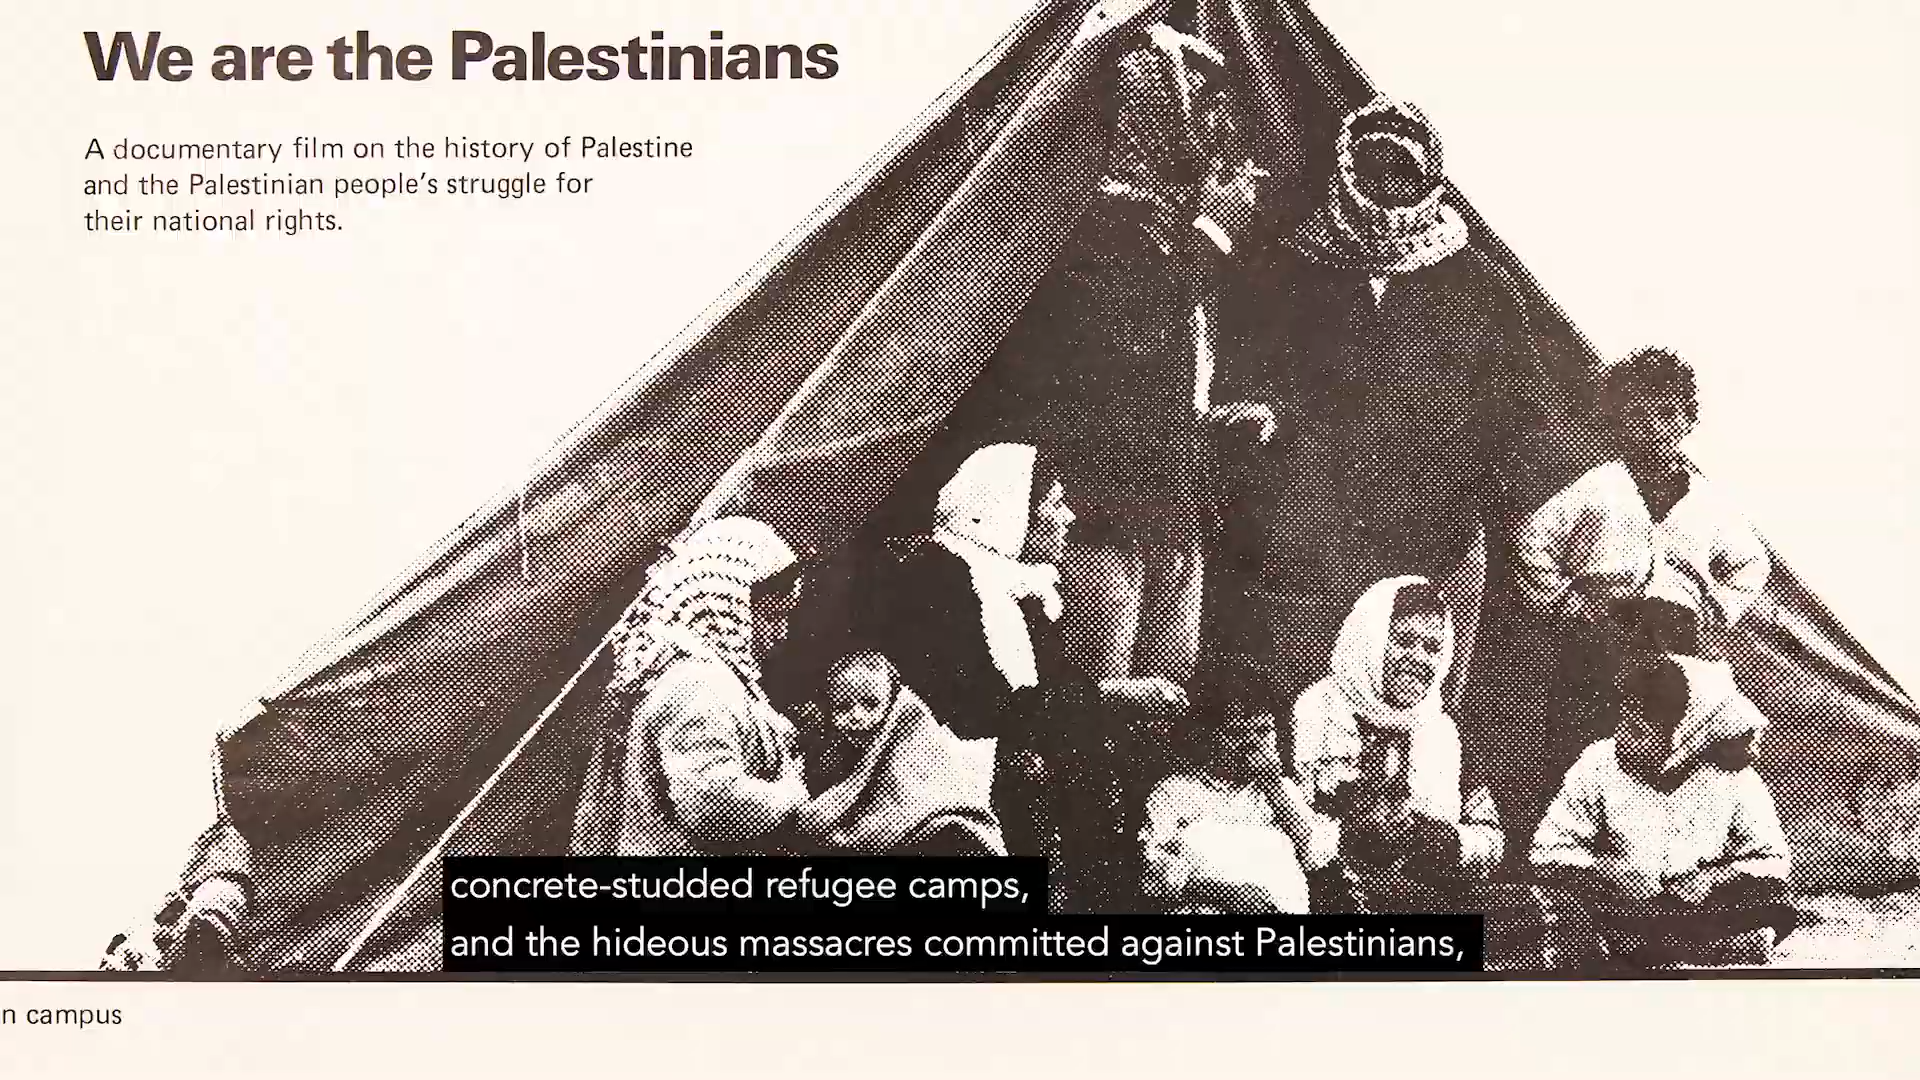 We are the Palestinians
A documentary film on the history of Palestine
and the Palestinian people's struggle for
their national rights.
concrete-studded refugee camps,
and the hideous massacres committed against Palestinians,
n campus